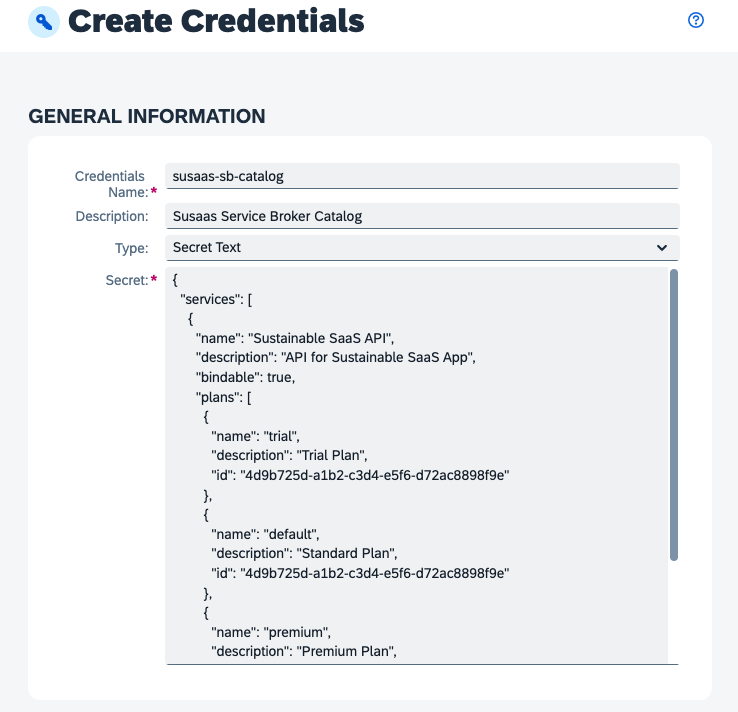 Create Credentials
GENERAL INFORMATION
Credentials
Name:*
susaas-sb-catalog
Description:
Susaas Service Broker Catalog
Type:
Secret Text
Secret:*
{
"services": [
{
"name": "Sustainable SaaS API",
"description": "API for Sustainable SaaS App",
"bindable": true,
"plans": [
{
"name": "trial",
"description": "Trial Plan",
"id": "4d9b725d-a1b2-c3d4-e5f6-d72ac8898f9e"
},
{
"name": "default",
"description": "Standard Plan",
"id": "4d9b725d-a1b2-c3d4-e5f6-d72ac8898f9e"
},
{
"name": "premium",
"description": "Premium Plan",